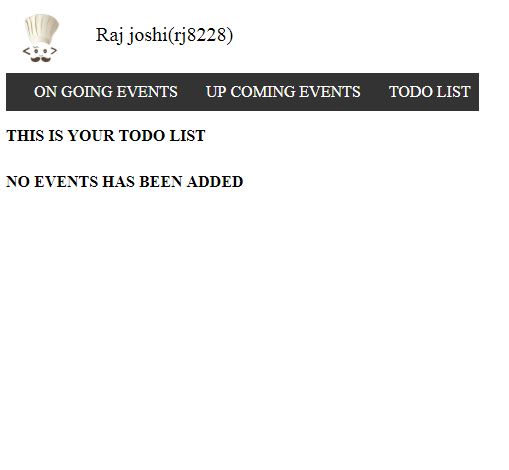 Raj joshi(rj8228)
ON GOING EVENTS UP COMING EVENTS TODO LIST
THIS IS YOUR TODO LIST
NO EVENTS HAS BEEN ADDED